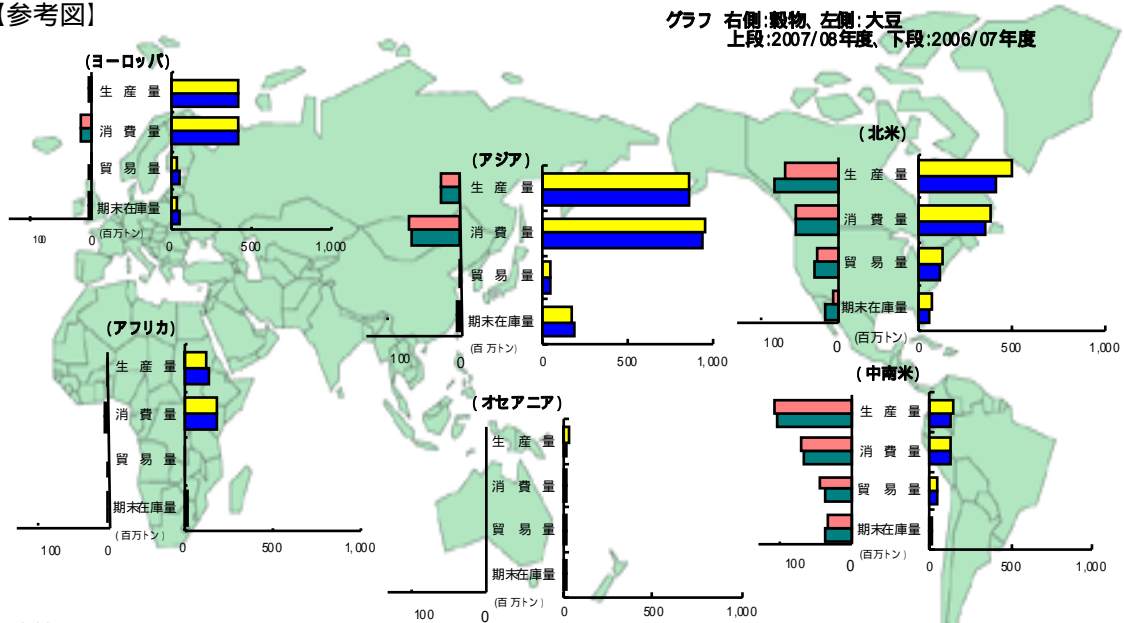 【参考図】
グラフ 右側:穀物、左側:大豆
上段:2007/08年度、下段:2006/07年度
(ヨーロッパ)
生産量
消費量
貿易量
期末在庫量
(百万トン)
100 0 0 500 1,000
(アジア)
生産量
消費量
貿易量
期末在庫量
(百万トン)
100 0 0 500 1,000
(北米)
生産量
消費量
貿易量
期末在庫量
(百万トン)
100 0 0 500 1,000
(アフリカ)
生産量
消費量
貿易量
期末在庫量
(百万トン)
100 0 0 500 1,000
(オセアニア)
生産量
消費量
貿易量
期末在庫量
(百万トン)
100 0 0 500 1,000
(中南米)
生産量
消費量
貿易量
期末在庫量
(百万トン)
100 0 0 500 1,000